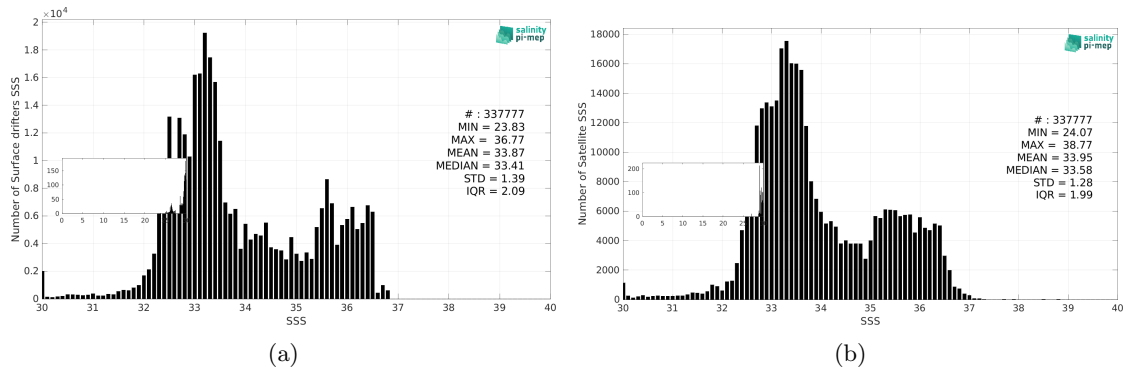 ×10⁴
2
1.8
1.6
1.4
1.2
1
0.8
0.6
0.4
0.2
0
Number of Surface drifters SSS
salinity
pi-mep
# : 337777
MIN = 23.83
MAX = 36.77
MEAN = 33.87
MEDIAN = 33.41
STD = 1.39
IQR = 2.09
150
100
50
0
0 5 10 15 20
30 31 32 33 34 35 36 37 38 39 40
SSS
(a)
18000
16000
14000
12000
10000
8000
6000
4000
2000
0
Number of Satellite SSS
salinity
pi-mep
# : 337777
MIN = 24.07
MAX = 38.77
MEAN = 33.95
MEDIAN = 33.58
STD = 1.28
IQR = 1.99
200
100
0
0 5 10 15 20 25
30 31 32 33 34 35 36 37 38 39 40
SSS
(b)